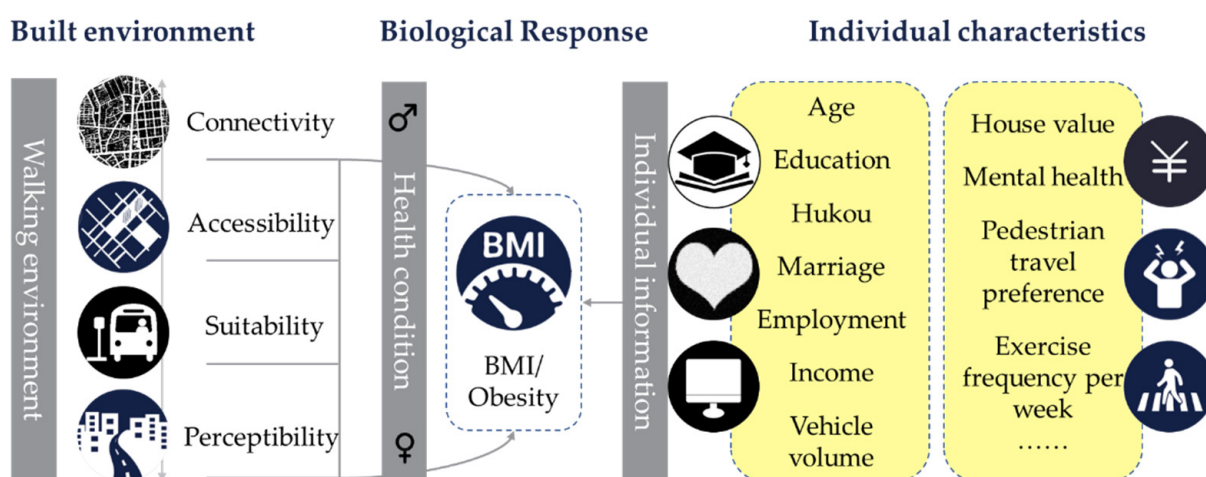 Built environment
Biological Response
Individual characteristics
Walking environment
Connectivity
Accessibility
Suitability
Perceptibility
♂
Health condition
♀
BMI
BMI/
Obesity
Individual information
Age
Education
Hukou
Marriage
Employment
Income
Vehicle
volume
House value
Mental health
Pedestrian
travel
preference
Exercise
frequency per
week
……
¥